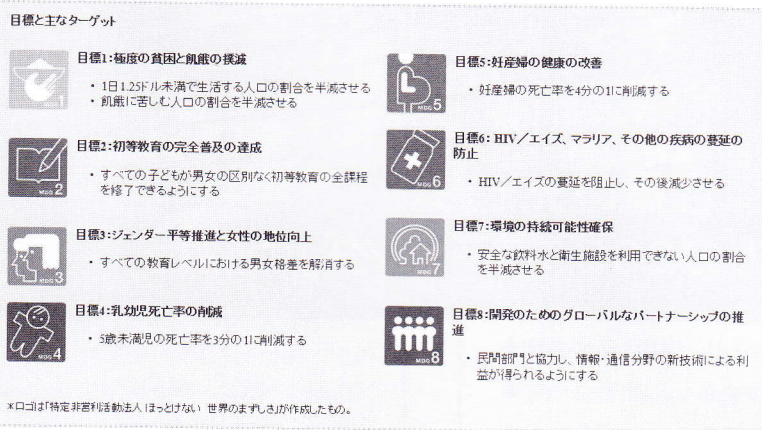 目標と主なターゲット
目標1:極度の貧困と飢餓の撲滅
・ 1日1.25ドル未満で生活する人口の割合を半減させる
・ 飢餓に苦しむ人口の割合を半減させる
1
目標2:初等教育の完全普及の達成
・ すべての子どもが男女の区別なく初等教育の全課程
を修了できるようにする
MDG 2
目標3:ジェンダー平等推進と女性の地位向上
・ すべての教育レベルにおける男女格差を解消する
MDG 3
目標4:乳幼児死亡率の削減
・ 5歳未満児の死亡率を3分の1に削減する
MDG 4
目標5:妊産婦の健康の改善
・ 妊産婦の死亡率を4分の1に削減する
MDG 5
目標6: HIV/エイズ、マラリア、その他の疾病の蔓延の
防止
・ HIV/エイズの蔓延を阻止し、その後減少させる
MDG 6
目標7:環境の持続可能性確保
・ 安全な飲料水と衛生施設を利用できない人口の割合
を半減させる
MDG 7
目標8:開発のためのグローバルなパートナーシップの推
進
・ 民間部門と協力し、情報・通信分野の新技術による利
益が得られるようにする
MDG 8
*ロゴは「特定非営利活動法人 ほっとけない 世界のまずしさ」が作成したもの。